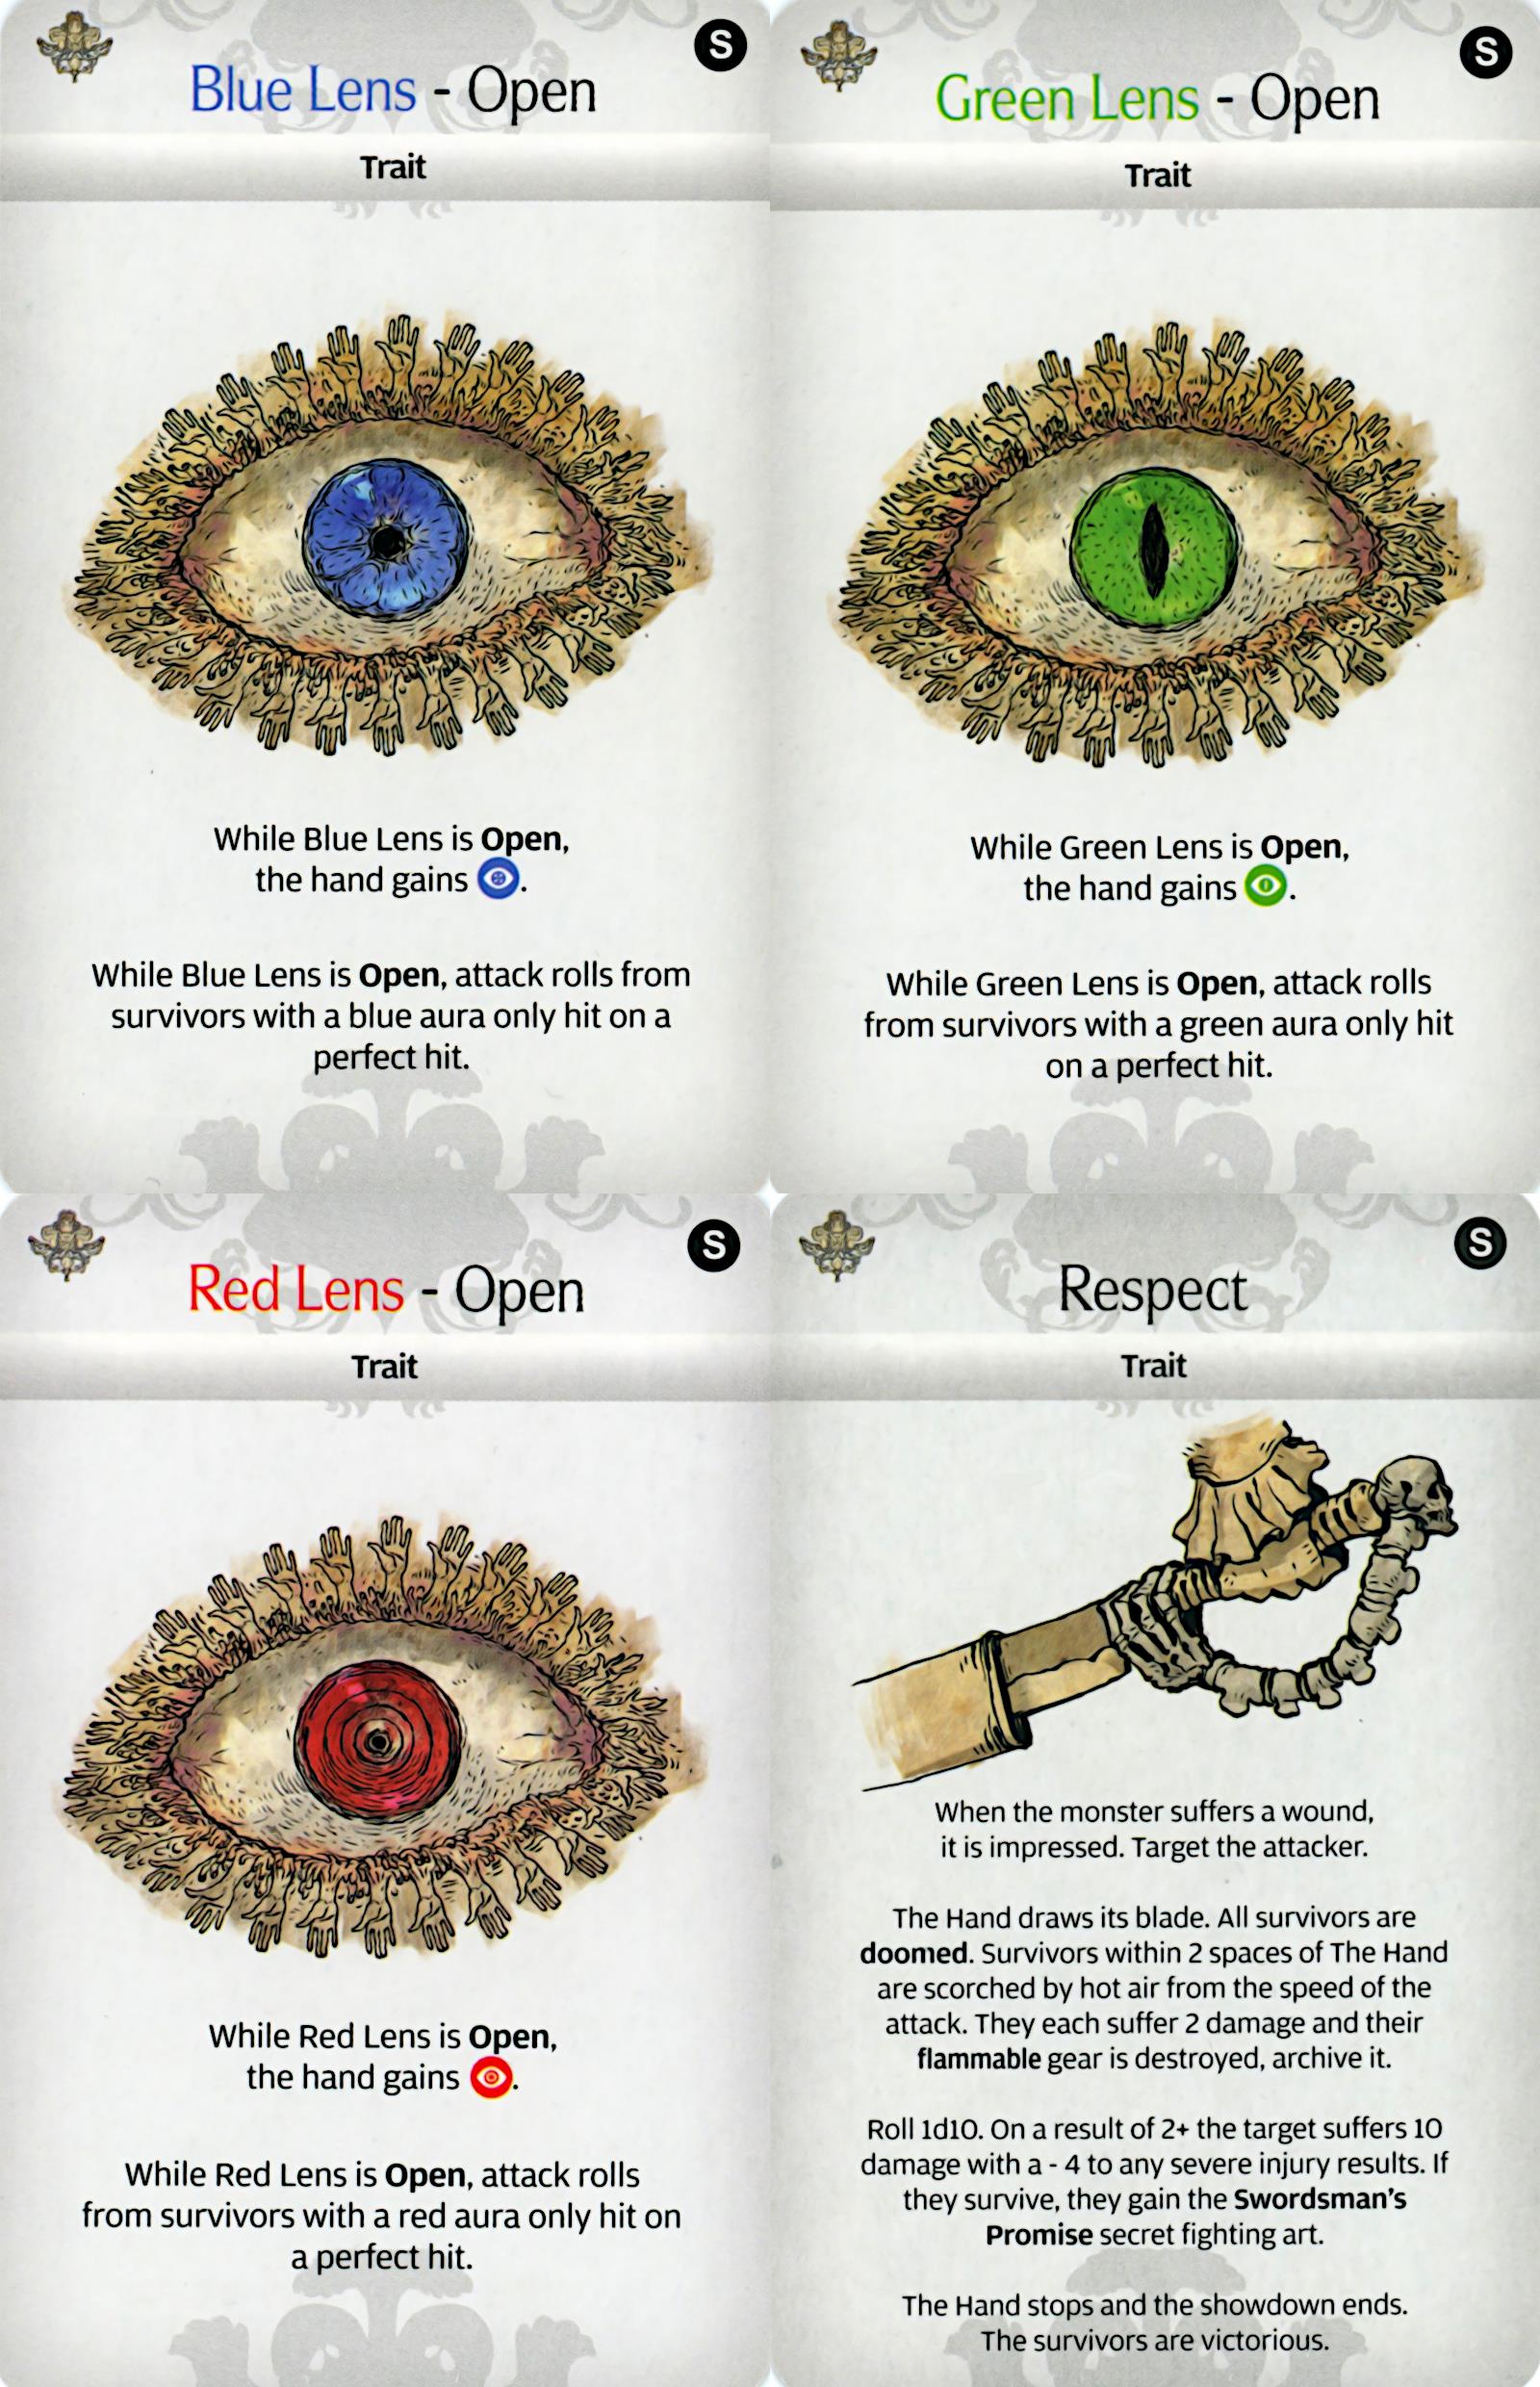 S
Blue Lens - Open
Trait
While Blue Lens is Open,
the hand gains .
While Blue Lens is Open, attack rolls from
survivors with a blue aura only hit on a
perfect hit.
S
Green Lens - Open
Trait
While Green Lens is Open,
the hand gains .
While Green Lens is Open, attack rolls
from survivors with a green aura only hit
on a perfect hit.
S
Red Lens - Open
Trait
While Red Lens is Open,
the hand gains .
While Red Lens is Open, attack rolls
from survivors with a red aura only hit on
a perfect hit.
S
Respect
Trait
When the monster suffers a wound,
it is impressed. Target the attacker.
The Hand draws its blade. All survivors are
doomed. Survivors within 2 spaces of The Hand
are scorched by hot air from the speed of the
attack. They each suffer 2 damage and their
flammable gear is destroyed, archive it.
Roll 1d10. On a result of 2+ the target suffers 10
damage with a - 4 to any severe injury results. If
they survive, they gain the Swordsman's
Promise secret fighting art.
The Hand stops and the showdown ends.
The survivors are victorious.